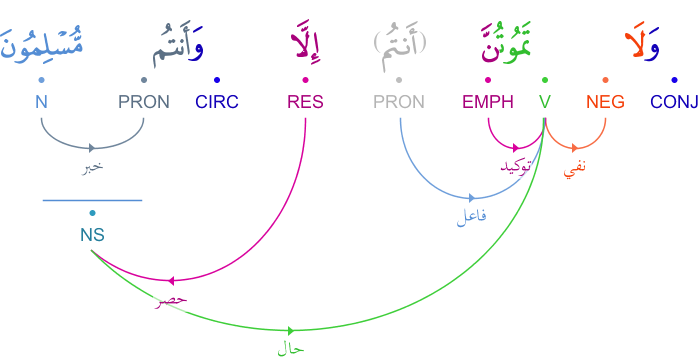 وَلَا تَمُوتُنَّ (أَنتُم) إِلَّا وَأَنتُم مُّسْلِمُونَ
CONJ NEG V EMPH PRON RES CIRC PRON N
خبر
توكيد
نفي
فاعل
NS
حصر
حال